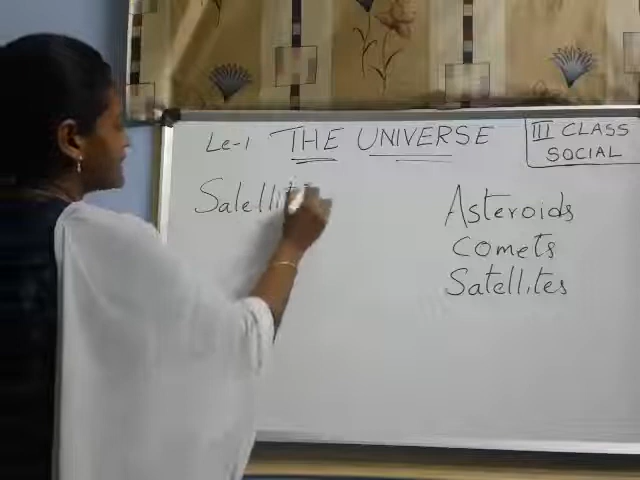 Le-1 THE UNIVERSE
III CLASS
SOCIAL
Asteroids
Comets
Satellites